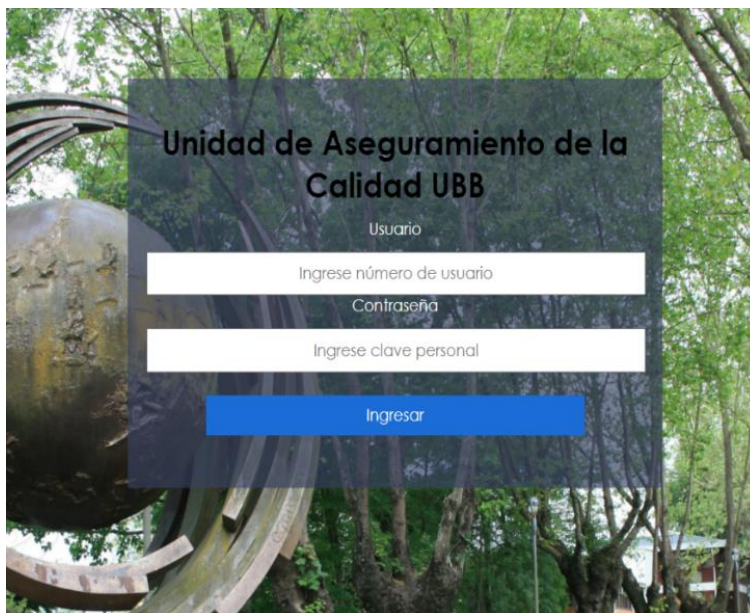 Unidad de Aseguramiento de la
Calidad UBB
Usuario
Ingrese número de usuario
Contraseña
Ingrese clave personal
Ingresar